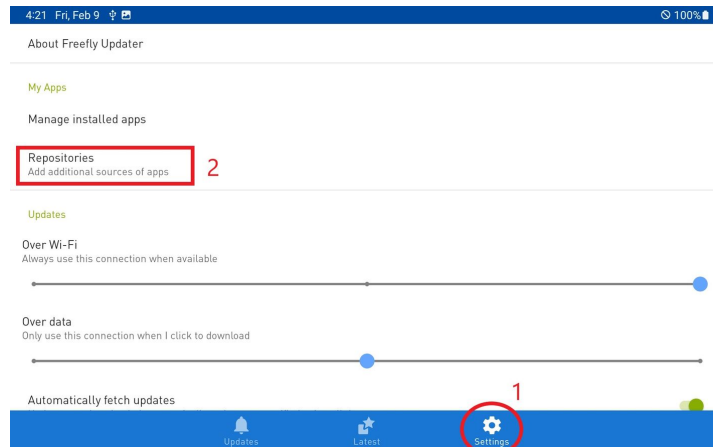 4:21 Fri, Feb 9 100%
About Freefly Updater
My Apps
Manage installed apps
Repositories
Add additional sources of apps
2
Updates
Over Wi-Fi
Always use this connection when available
Over data
Only use this connection when I click to download
1
Automatically fetch updates
Updates Latest Settings